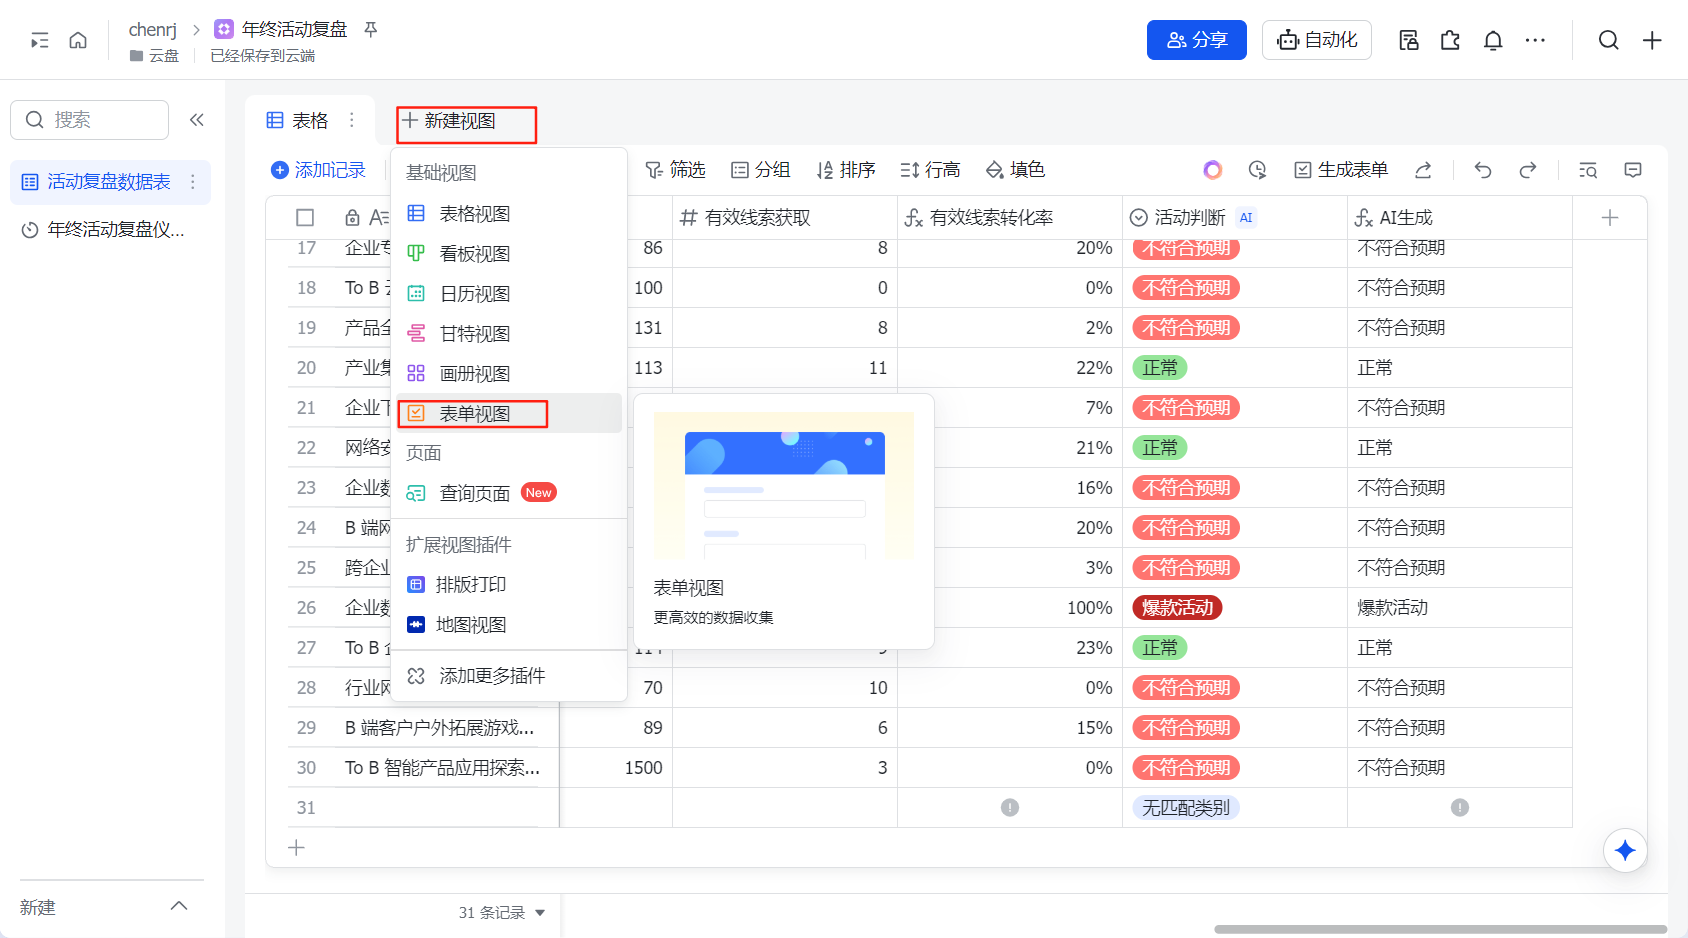 chenrj
年终活动复盘
云盘
已经保存到云端
分享
自动化
搜索
活动复盘数据表
年终活动复盘仪...
新建
表格
新建视图
添加记录
筛选
分组
排序
行高
填色
生成表单
基础视图
表格视图
看板视图
日历视图
甘特视图
画册视图
表单视图
页面
查询页面 New
扩展视图插件
排版打印
地图视图
添加更多插件
表单视图
更高效的数据收集
有效线索获取 有效线索转化率 活动判断 AI AI生成
17 企业专 86 8 20% 不符合预期 不符合预期
18 To B 100 0 0% 不符合预期 不符合预期
19 产品全 131 8 2% 不符合预期 不符合预期
20 产业集 113 11 22% 正常 正常
21 企业下 7% 不符合预期 不符合预期
22 网络安 21% 正常 正常
23 企业数 16% 不符合预期 不符合预期
24 B 端网 20% 不符合预期 不符合预期
25 跨企业 3% 不符合预期 不符合预期
26 企业数 100% 爆款活动 爆款活动
27 To B 企 23% 正常 正常
28 行业网 70 10 0% 不符合预期 不符合预期
29 B 端客户户外拓展游戏... 89 6 15% 不符合预期 不符合预期
30 To B 智能产品应用探索... 1500 3 0% 不符合预期 不符合预期
31 无匹配类别
31 条记录